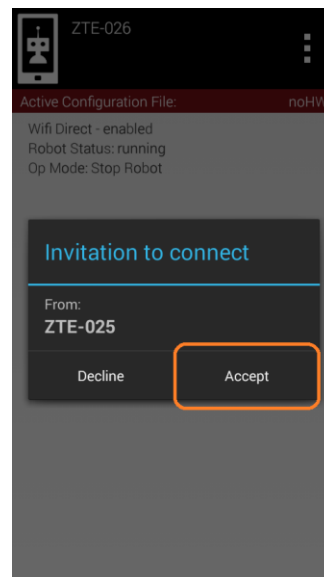 ZTE-026
Active Configuration File: noHW
Wifi Direct - enabled
Robot Status: running
Op Mode: Stop Robot
Invitation to connect
From:
ZTE-025
Decline Accept